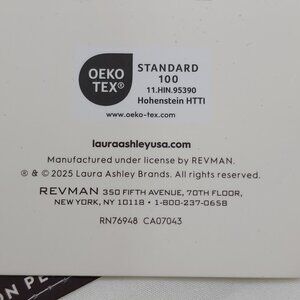 OEKO
TEX®
STANDARD
100
11.HIN.95390
Hohenstein HTTI
www.oeko-tex.com
lauraashleyusa.com
Manufactured under license by REVMAN.
® & © 2025 Laura Ashley Brands. All rights reserved.
REVMAN 350 FIFTH AVENUE, 70TH FLOOR,
NEW YORK, NY 10118 • 1-800-237-0658
RN76948 CA07043